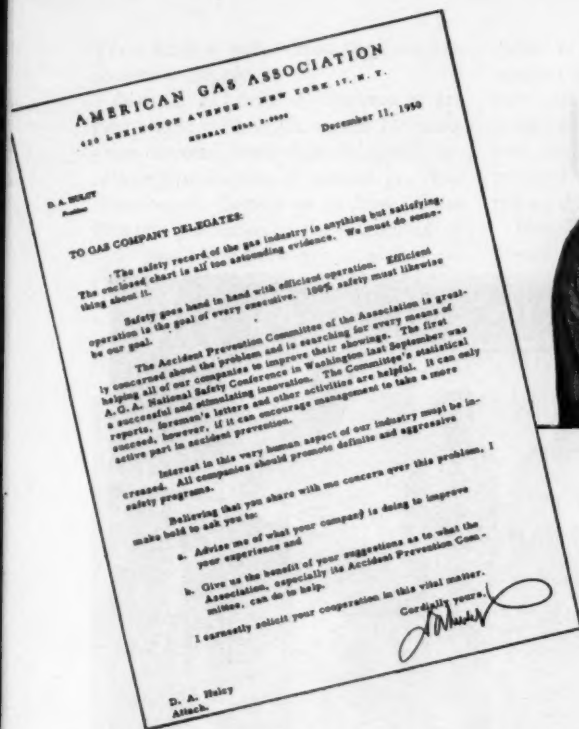 AMERICAN GAS ASSOCIATION
420 LEXINGTON AVENUE · NEW YORK 17, N. Y.
MURRAY HILL
December 11, 1950
D. A. HULCY
President
TO GAS COMPANY DELEGATES:
The safety record of the gas industry is anything but satisfying
The enclosed chart is all too astounding evidence. We must do some-
thing about it.
Safety goes hand in hand with efficient operation. Efficient
operation is the goal of every executive. 100% safety must likewise
be our goal.
The Accident Prevention Committee of the Association is great-
ly concerned about the problem and is searching for every means of
helping all of our companies to improve their showings. The first
A.G.A. National Safety Conference in Washington last September was
a successful and stimulating innovation. The Committee's statistical
reports, foremen's letters and other activities are helpful. It can only
succeed, however, if it can encourage management to take a more
active part in accident prevention.
Interest in this very human aspect of our industry must be in-
creased. All companies should promote definite and aggressive
safety programs.
Believing that you share with me concern over this problem, I
make bold to ask you to:
a. Advise me of what your company is doing to improve
your experience and
b. Give us the benefit of your suggestions as to what the
Association, especially its Accident Prevention Com-
mittee, can do to help.
I earnestly solicit your cooperation in this vital matter.
Cordially yours,
D. A. Hulcy
Attach.